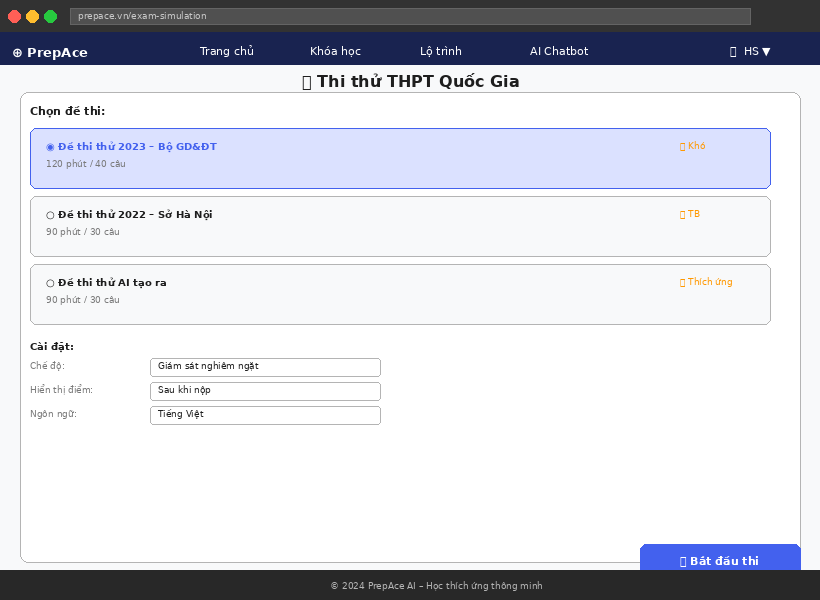 prepace.vn/exam-simulation
⊕ PrepAce Trang chủ Khóa học Lộ trình AI Chatbot HS ▼
Thi thử THPT Quốc Gia
Chọn đề thi:
◉ Đề thi thử 2023 – Bộ GD&ĐT Khó
120 phút / 40 câu
○ Đề thi thử 2022 – Sở Hà Nội TB
90 phút / 30 câu
○ Đề thi thử AI tạo ra Thích ứng
90 phút / 30 câu
Cài đặt:
Chế độ: Giám sát nghiêm ngặt
Hiển thị điểm: Sau khi nộp
Ngôn ngữ: Tiếng Việt
Bắt đầu thi
© 2024 PrepAce AI – Học thích ứng thông minh